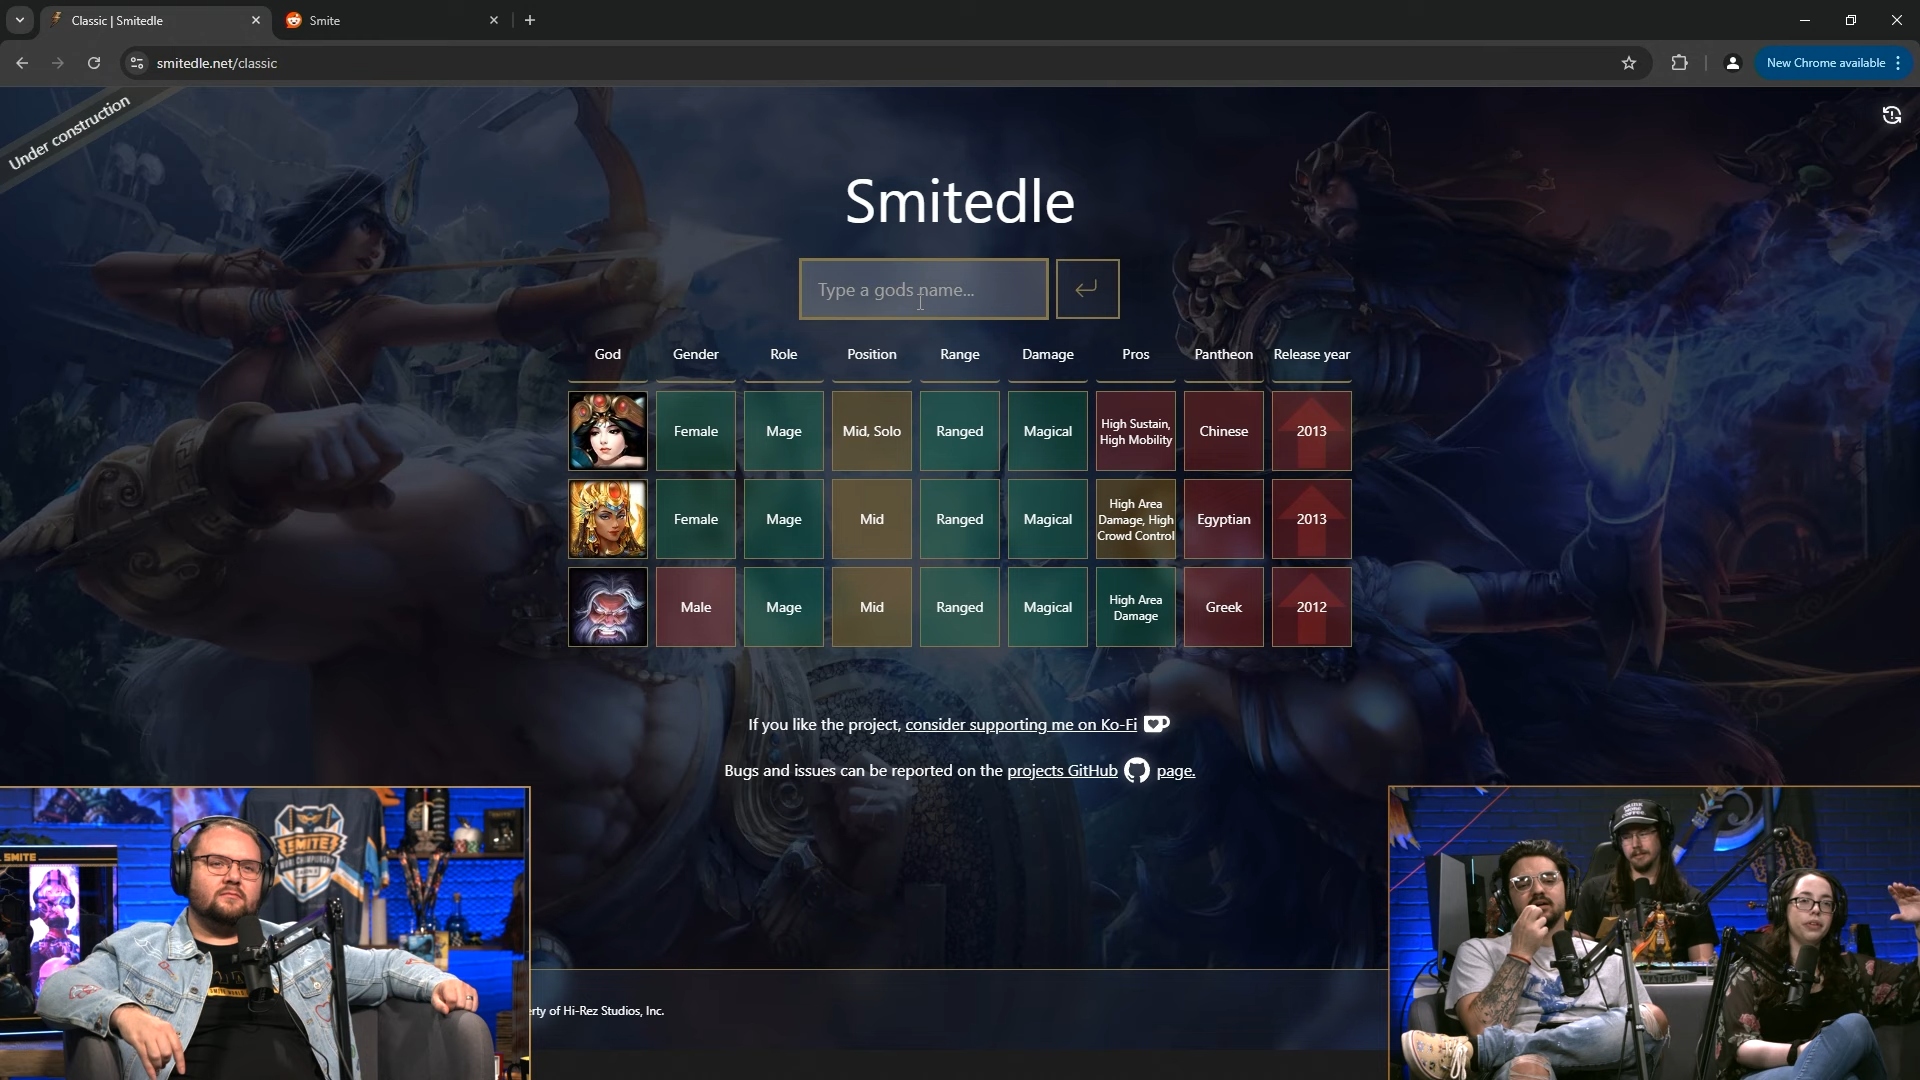 Classic | Smitedle
Smite
smitedle.net/classic
New Chrome available
Under construction
Smitedle
Type a gods name...
God Gender Role Position Range Damage Pros Pantheon Release year
Female Mage Mid, Solo Ranged Magical High Sustain, High Mobility Chinese 2013
Female Mage Mid Ranged Magical High Area Damage, High Crowd Control Egyptian 2013
Male Mage Mid Ranged Magical High Area Damage Greek 2012
If you like the project, consider supporting me on Ko-Fi
Bugs and issues can be reported on the projects GitHub page.
rty of Hi-Rez Studios, Inc.
SMITE
SMITE